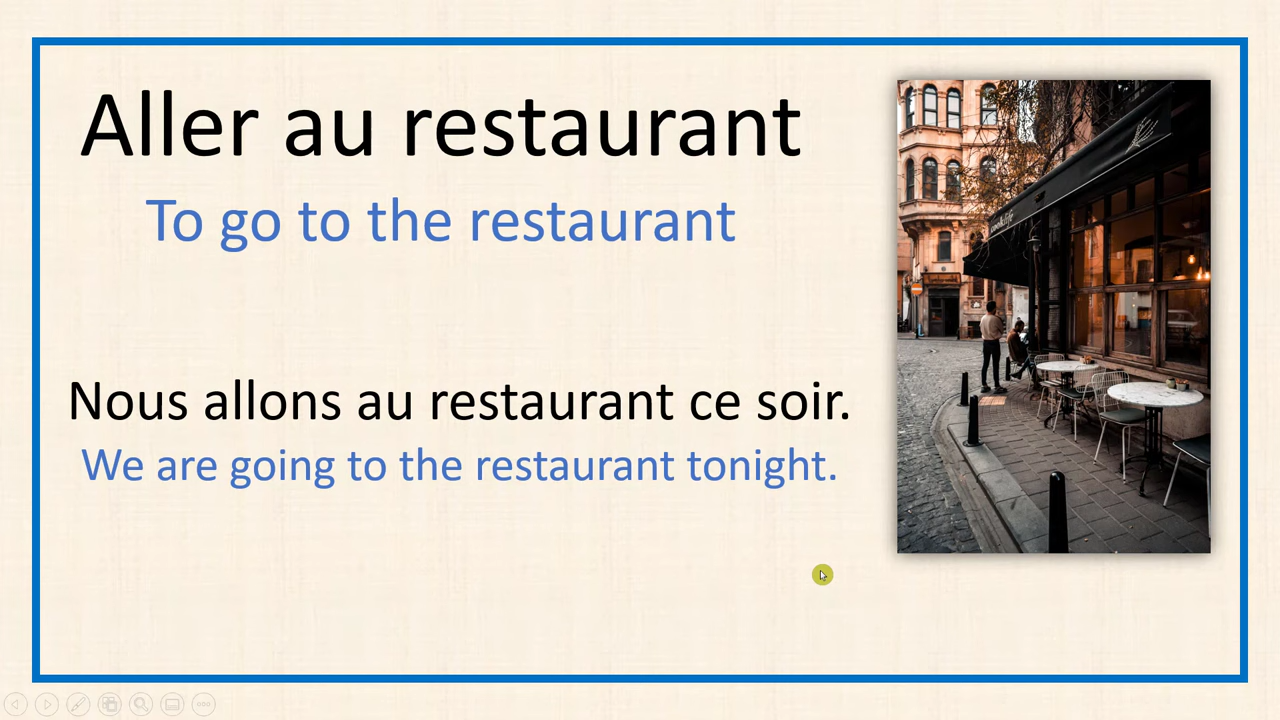 Aller au restaurant
To go to the restaurant
Nous allons au restaurant ce soir.
We are going to the restaurant tonight.